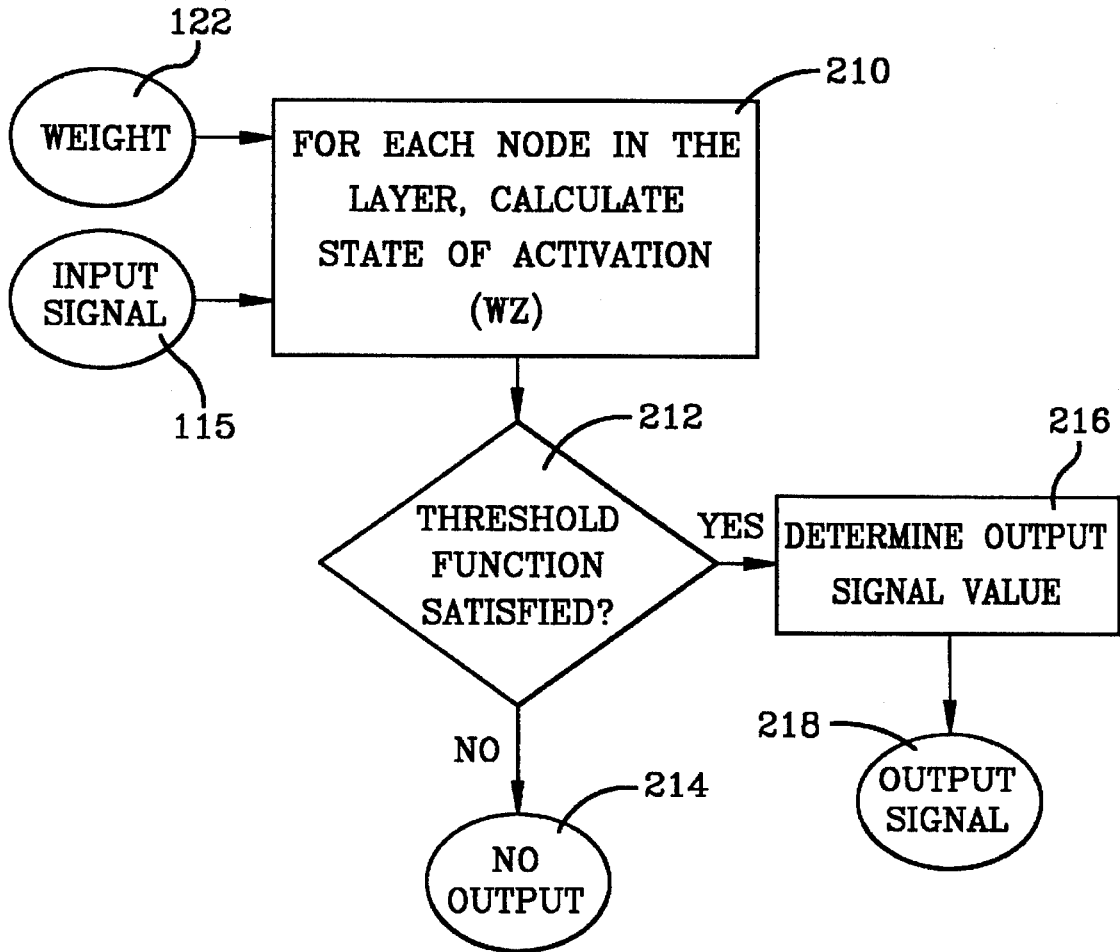 122
WEIGHT
210
FOR EACH NODE IN THE
LAYER, CALCULATE
STATE OF ACTIVATION
(WZ)
INPUT
SIGNAL
115
212
THRESHOLD
FUNCTION
SATISFIED?
YES
216
DETERMINE OUTPUT
SIGNAL VALUE
NO
214
NO
OUTPUT
218
OUTPUT
SIGNAL